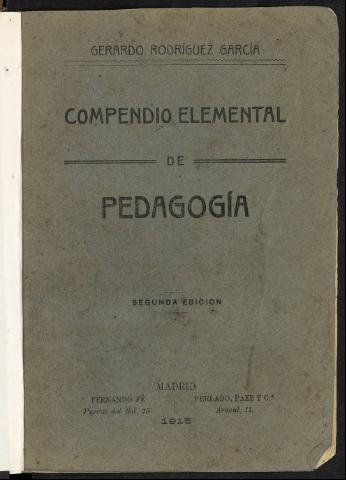 GERARDO RODRÍGUEZ GARCÍA
COMPENDIO ELEMENTAL
DE
PEDAGOGÍA
SEGUNDA EDICION
MADRID
FERNANDO FÉ
Puerta del Sol, 15.
PERLADO, PAEZ Y C.ª
Arenal, 11.
1915